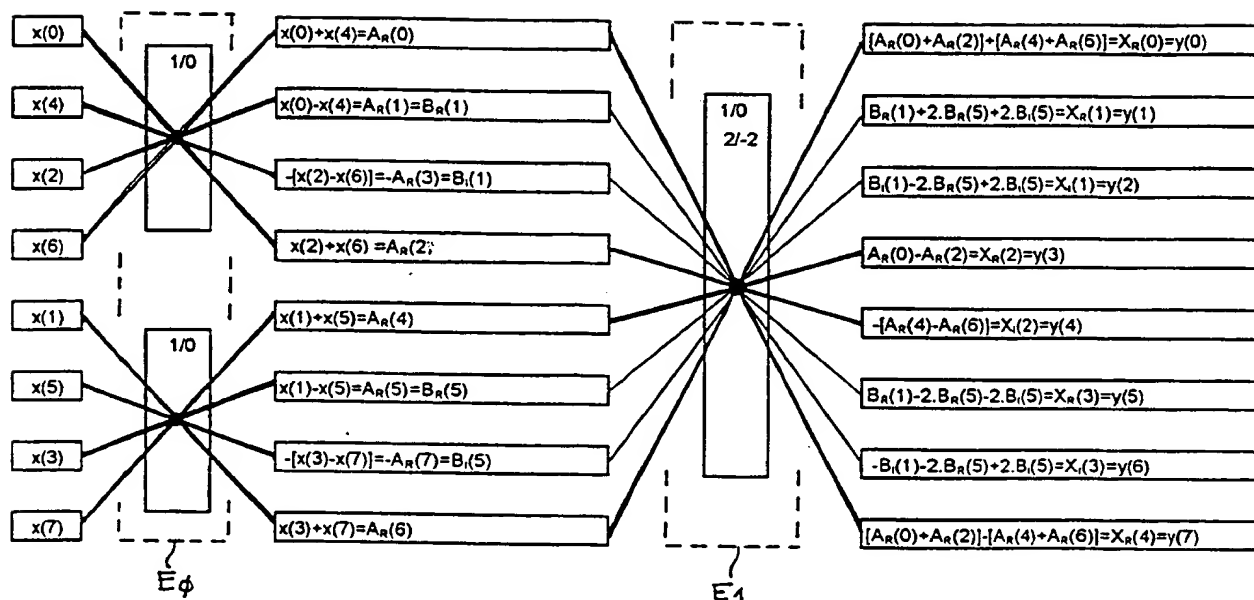 x(0)
x(4)
x(2)
x(6)
x(1)
x(5)
x(3)
x(7)
1/0
1/0
Eφ
x(0)+x(4)=A_R(0)
x(0)-x(4)=A_R(1)=B_R(1)
-[x(2)-x(6)]=-A_R(3)=B_I(1)
x(2)+x(6) =A_R(2;
x(1)+x(5)=A_R(4)
x(1)-x(5)=A_R(5)=B_R(5)
-[x(3)-x(7)]=-A_R(7)=B_I(5)
x(3)+x(7)=A_R(6)
1/0
2/-2
E1
[A_R(0)+A_R(2)]+[A_R(4)+A_R(6)]=X_R(0)=y(0)
B_R(1)+2.B_R(5)+2.B_I(5)=X_R(1)=y(1)
B_I(1)-2.B_R(5)+2.B_I(5)=X_I(1)=y(2)
A_R(0)-A_R(2)=X_R(2)=y(3)
-[A_R(4)-A_R(6)]=X_I(2)=y(4)
B_R(1)-2.B_R(5)-2.B_I(5)=X_R(3)=y(5)
-B_I(1)-2.B_R(5)+2.B_I(5)=X_I(3)=y(6)
[A_R(0)+A_R(2)]-[A_R(4)+A_R(6)]=X_R(4)=y(7)